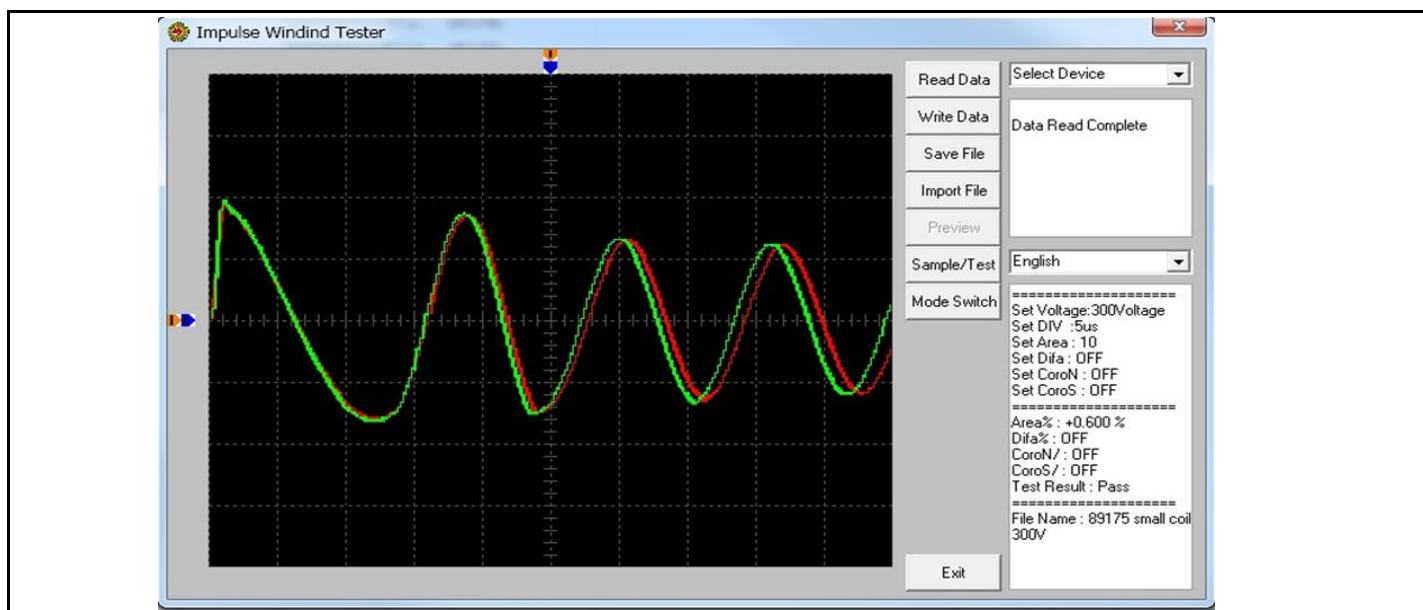 Impulse Windind Tester
Read Data
Write Data
Save File
Import File
Preview
Sample/Test
Mode Switch
Exit
Select Device
Data Read Complete
English
====================
Set Voltage:300Voltage
Set DIV  :5us
Set Area : 10
Set Difa : OFF
Set CoroN : OFF
Set CoroS : OFF
====================
Area% : +0.600 %
Difa% : OFF
CoroN/ : OFF
CoroS/ : OFF
Test Result : Pass
====================
File Name : 89175 small coil
300V